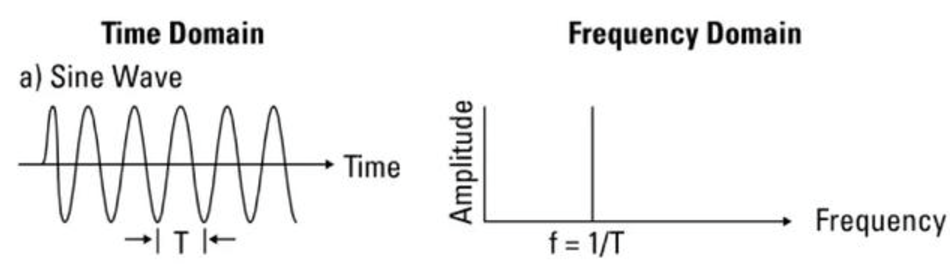 Time Domain
Frequency Domain
a) Sine Wave
Time
T
Amplitude
Frequency
f = 1/T